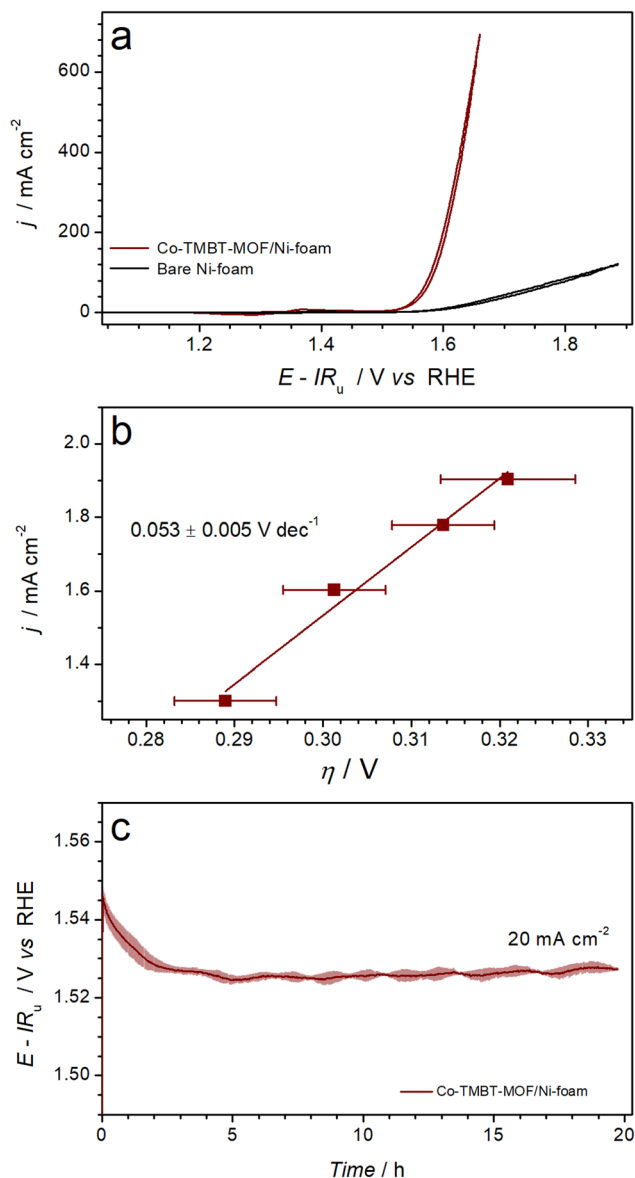 a
600
400
200
0
j / mA cm⁻²
Co-TMBT-MOF/Ni-foam
Bare Ni-foam
1.2 1.4 1.6 1.8
E - IRᵤ / V vs RHE
b
2.0
1.8
1.6
1.4
j / mA cm⁻²
0.053 ± 0.005 V dec⁻¹
0.28 0.29 0.30 0.31 0.32 0.33
η / V
c
1.56
1.54
1.52
1.50
E - IRᵤ / V vs RHE
20 mA cm⁻²
Co-TMBT-MOF/Ni-foam
0 5 10 15 20
Time / h